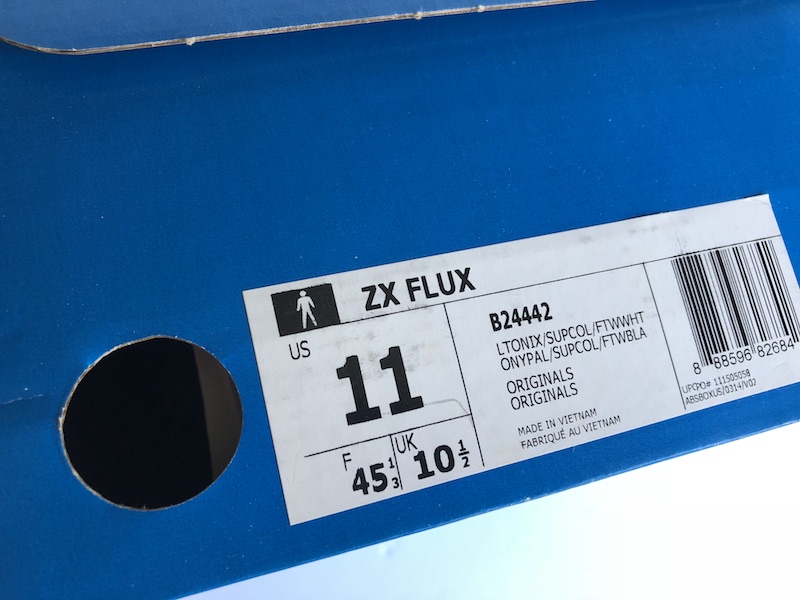 ZX FLUX
US
11
F
45 1/3
UK
10 1/2
B24442
LTONIX/SUPCOL/FTWWHT
ONYPAL/SUPCOL/FTWBLA
ORIGINALS
ORIGINALS
MADE IN VIETNAM
FABRIQUÉ AU VIETNAM
8 88596 82684
UPCPO# 111505058
ABSBOXUS/0314/V02